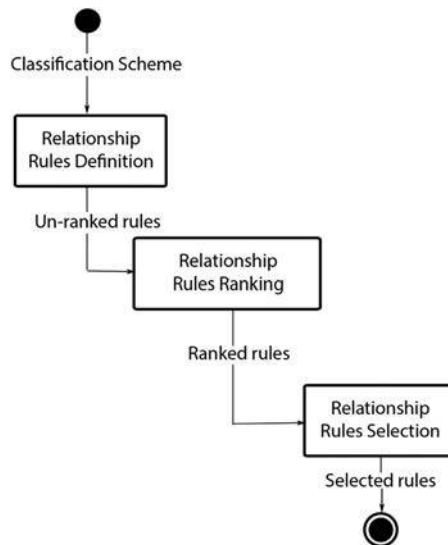 Classification Scheme
Relationship
Rules Definition
Un-ranked rules
Relationship
Rules Ranking
Ranked rules
Relationship
Rules Selection
Selected rules